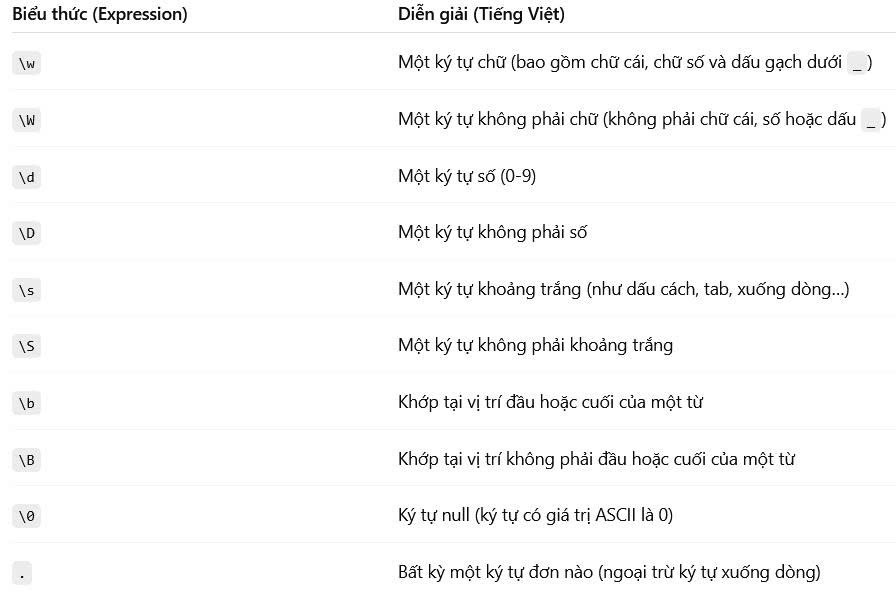 Biểu thức (Expression) Diễn giải (Tiếng Việt)
\w Một ký tự chữ (bao gồm chữ cái, chữ số và dấu gạch dưới _ )
\W Một ký tự không phải chữ (không phải chữ cái, số hoặc dấu _ )
\d Một ký tự số (0-9)
\D Một ký tự không phải số
\s Một ký tự khoảng trắng (như dấu cách, tab, xuống dòng…)
\S Một ký tự không phải khoảng trắng
\b Khớp tại vị trí đầu hoặc cuối của một từ
\B Khớp tại vị trí không phải đầu hoặc cuối của một từ
\0 Ký tự null (ký tự có giá trị ASCII là 0)
. Bất kỳ một ký tự đơn nào (ngoại trừ ký tự xuống dòng)